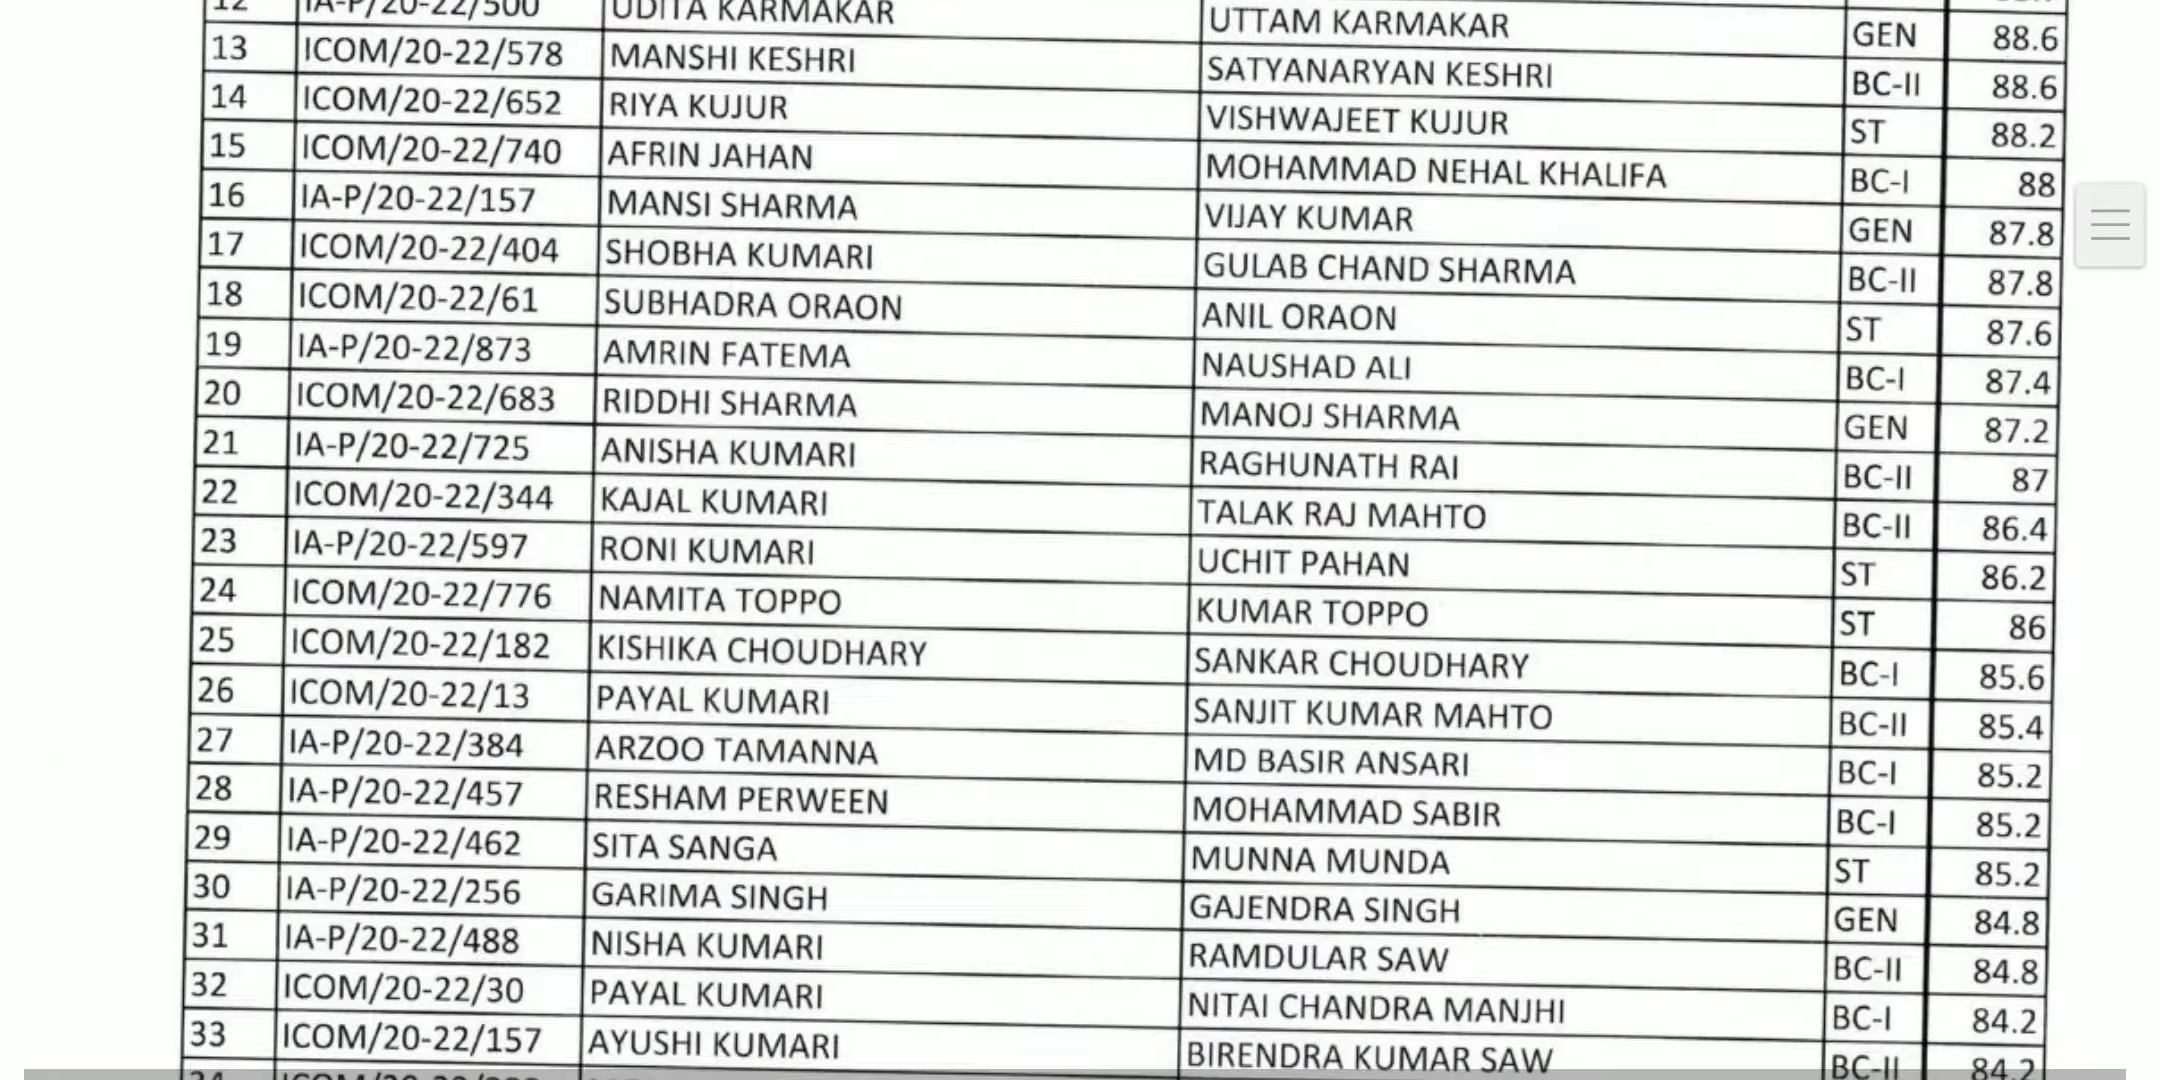 12 IA-P/20-22/500 UDITA KARMAKAR UTTAM KARMAKAR GEN 88.6
13 ICOM/20-22/578 MANSHI KESHRI SATYANARYAN KESHRI BC-II 88.6
14 ICOM/20-22/652 RIYA KUJUR VISHWAJEET KUJUR ST 88.2
15 ICOM/20-22/740 AFRIN JAHAN MOHAMMAD NEHAL KHALIFA BC-I 88
16 IA-P/20-22/157 MANSI SHARMA VIJAY KUMAR GEN 87.8
17 ICOM/20-22/404 SHOBHA KUMARI GULAB CHAND SHARMA BC-II 87.8
18 ICOM/20-22/61 SUBHADRA ORAON ANIL ORAON ST 87.6
19 IA-P/20-22/873 AMRIN FATEMA NAUSHAD ALI BC-I 87.4
20 ICOM/20-22/683 RIDDHI SHARMA MANOJ SHARMA GEN 87.2
21 IA-P/20-22/725 ANISHA KUMARI RAGHUNATH RAI BC-II 87
22 ICOM/20-22/344 KAJAL KUMARI TALAK RAJ MAHTO BC-II 86.4
23 IA-P/20-22/597 RONI KUMARI UCHIT PAHAN ST 86.2
24 ICOM/20-22/776 NAMITA TOPPO KUMAR TOPPO ST 86
25 ICOM/20-22/182 KISHIKA CHOUDHARY SANKAR CHOUDHARY BC-I 85.6
26 ICOM/20-22/13 PAYAL KUMARI SANJIT KUMAR MAHTO BC-II 85.4
27 IA-P/20-22/384 ARZOO TAMANNA MD BASIR ANSARI BC-I 85.2
28 IA-P/20-22/457 RESHAM PERWEEN MOHAMMAD SABIR BC-I 85.2
29 IA-P/20-22/462 SITA SANGA MUNNA MUNDA ST 85.2
30 IA-P/20-22/256 GARIMA SINGH GAJENDRA SINGH GEN 84.8
31 IA-P/20-22/488 NISHA KUMARI RAMDULAR SAW BC-II 84.8
32 ICOM/20-22/30 PAYAL KUMARI NITAI CHANDRA MANJHI BC-I 84.2
33 ICOM/20-22/157 AYUSHI KUMARI BIRENDRA KUMAR SAW BC-II 84.2